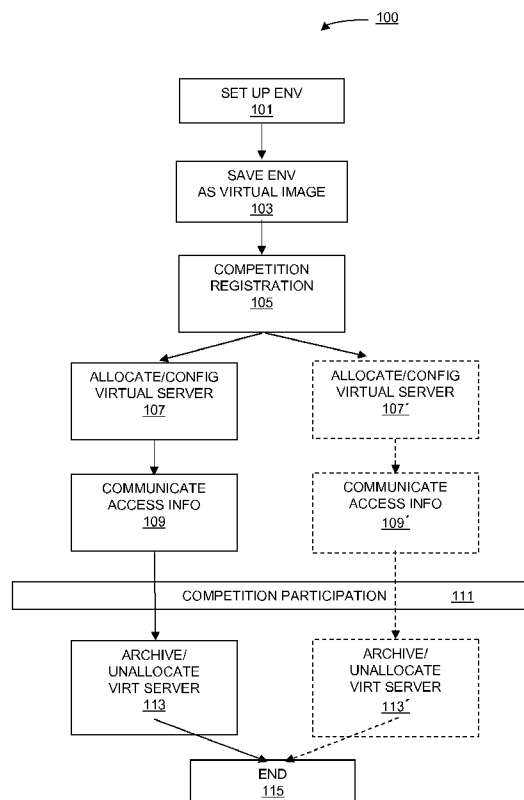 100
SET UP ENV
101
SAVE ENV
AS VIRTUAL IMAGE
103
COMPETITION
REGISTRATION
105
ALLOCATE/CONFIG
VIRTUAL SERVER
107
ALLOCATE/CONFIG
VIRTUAL SERVER
107´
COMMUNICATE
ACCESS INFO
109
COMMUNICATE
ACCESS INFO
109´
COMPETITION PARTICIPATION 111
ARCHIVE/
UNALLOCATE
VIRT SERVER
113
ARCHIVE/
UNALLOCATE
VIRT SERVER
113´
END
115